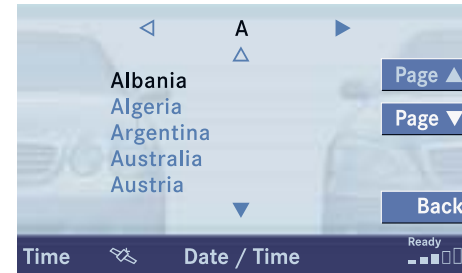 A
Albania
Algeria
Argentina
Australia
Austria
Page
Page
Back
Time Date / Time Ready